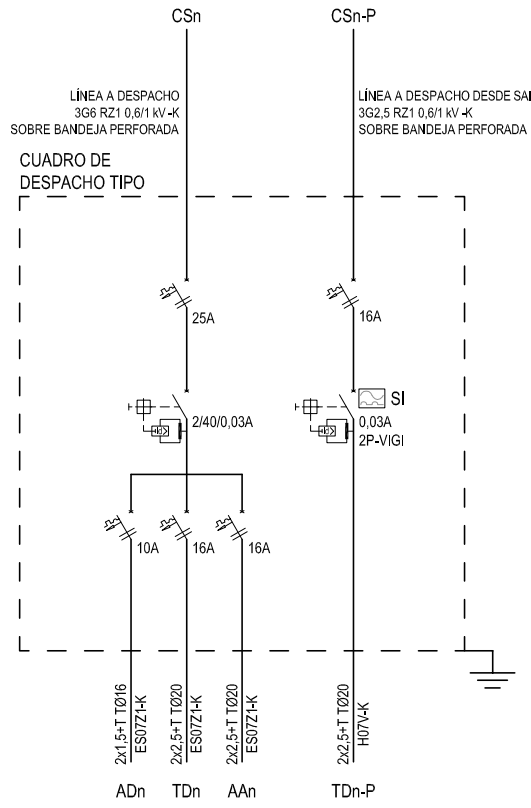 CSn
CSn-P
LÍNEA A DESPACHO
3G6 RZ1 0,6/1 kV -K
SOBRE BANDEJA PERFORADA
LÍNEA A DESPACHO DESDE SAI
3G2,5 RZ1 0,6/1 kV -K
SOBRE BANDEJA PERFORADA
CUADRO DE
DESPACHO TIPO
25A
16A
2/40/0,03A
SI
0,03A
2P-VIGI
10A
16A
16A
2x1,5+T TØ16
ES07Z1-K
2x2,5+T TØ20
ES07Z1-K
2x2,5+T TØ20
ES07Z1-K
2x2,5+T TØ20
H07V-K
ADn
TDn
AAn
TDn-P